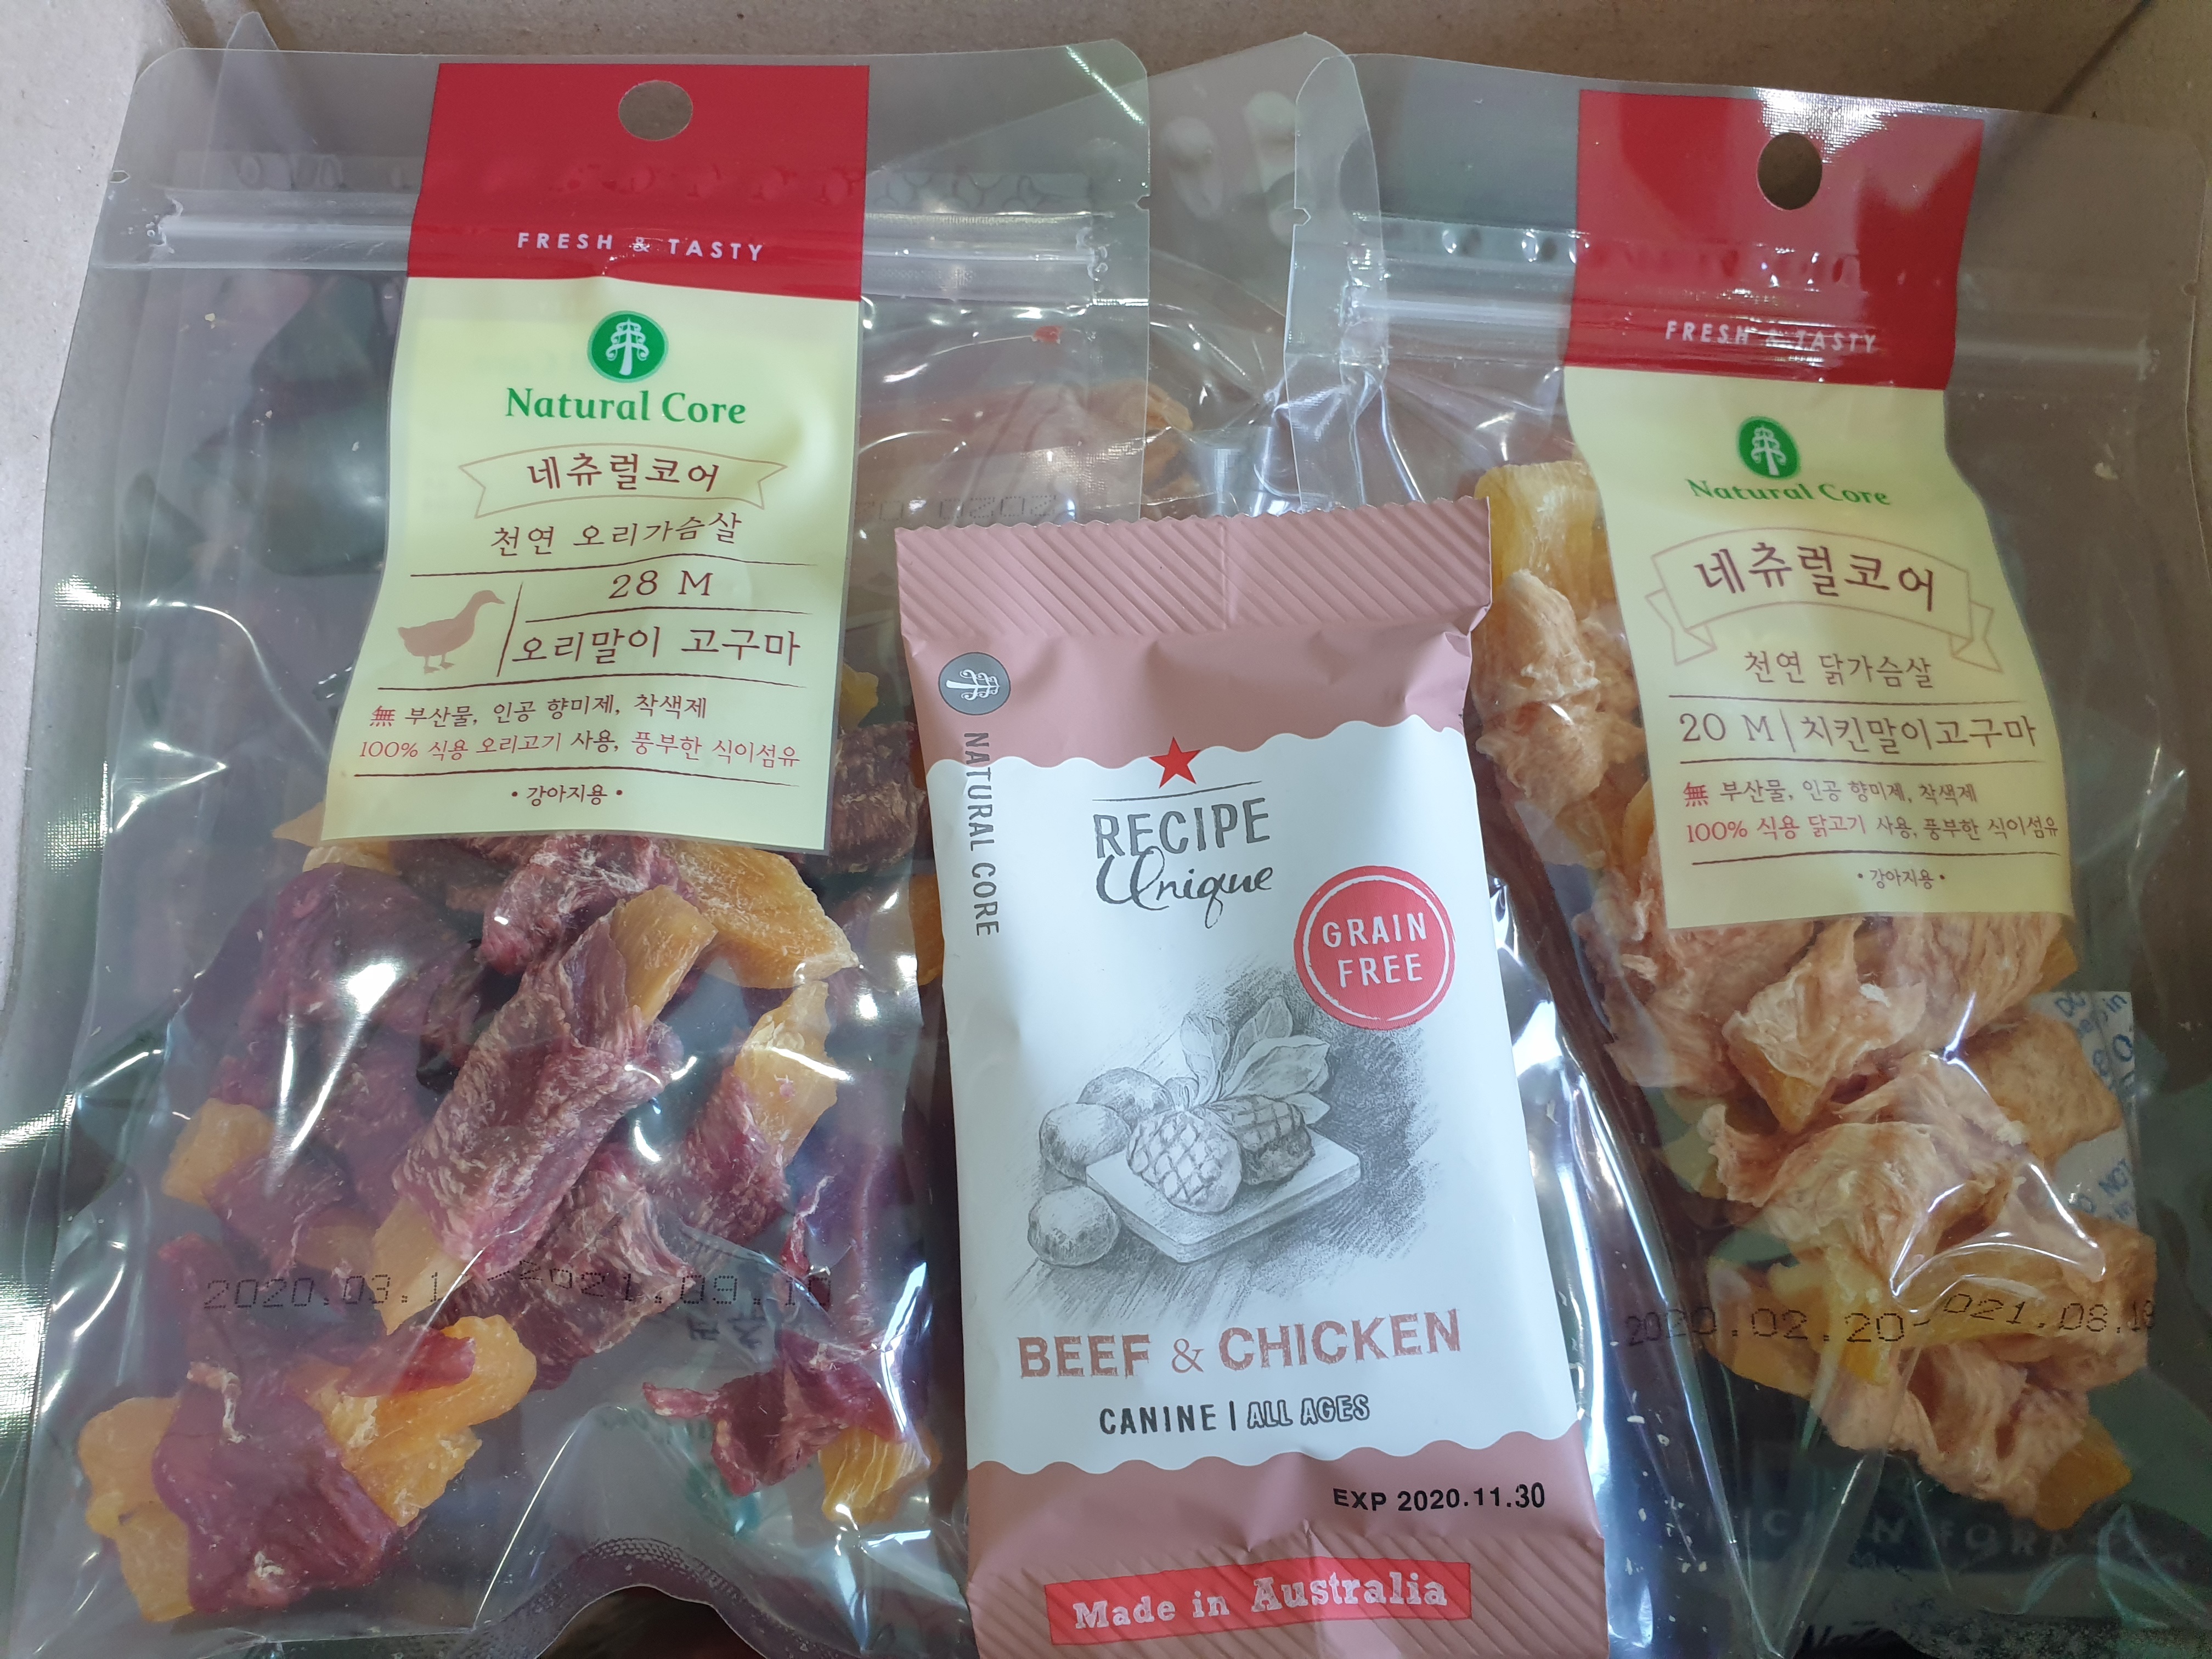 FRESH & TASTY
Natural Core
네츄럴코어
천연 오리가슴살
28 M
오리말이 고구마
無 부산물, 인공 향미제, 착색제
100% 식용 오리고기 사용, 풍부한 식이섬유
• 강아지용 •
2020.03.1
2021.09.10
NATURAL CORE
RECIPE
Unique
GRAIN
FREE
BEEF & CHICKEN
CANINE | ALL AGES
EXP 2020.11.30
Made in Australia
FRESH & TASTY
Natural Core
네츄럴코어
천연 닭가슴살
20 M | 치킨말이고구마
無 부산물, 인공 향미제, 착색제
100% 식용 닭고기 사용, 풍부한 식이섬유
• 강아지용 •
2020.02.20-
021.08.18